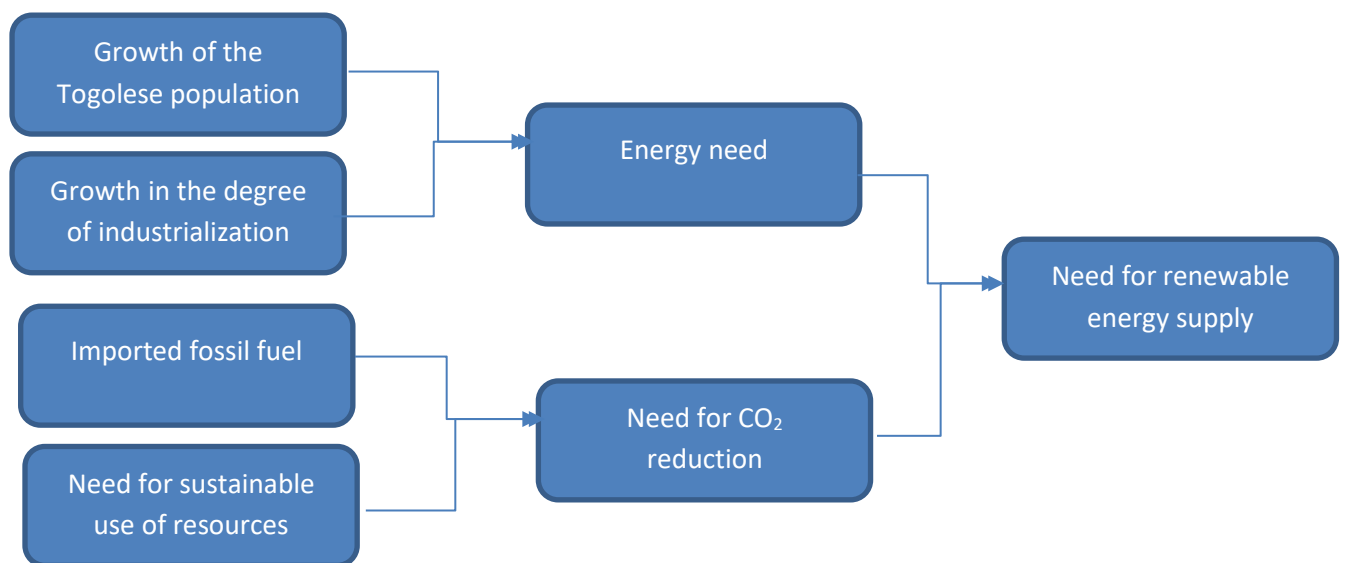 Growth of the
Togolese population
Growth in the degree
of industrialization
Imported fossil fuel
Need for sustainable
use of resources
Energy need
Need for CO₂
reduction
Need for renewable
energy supply